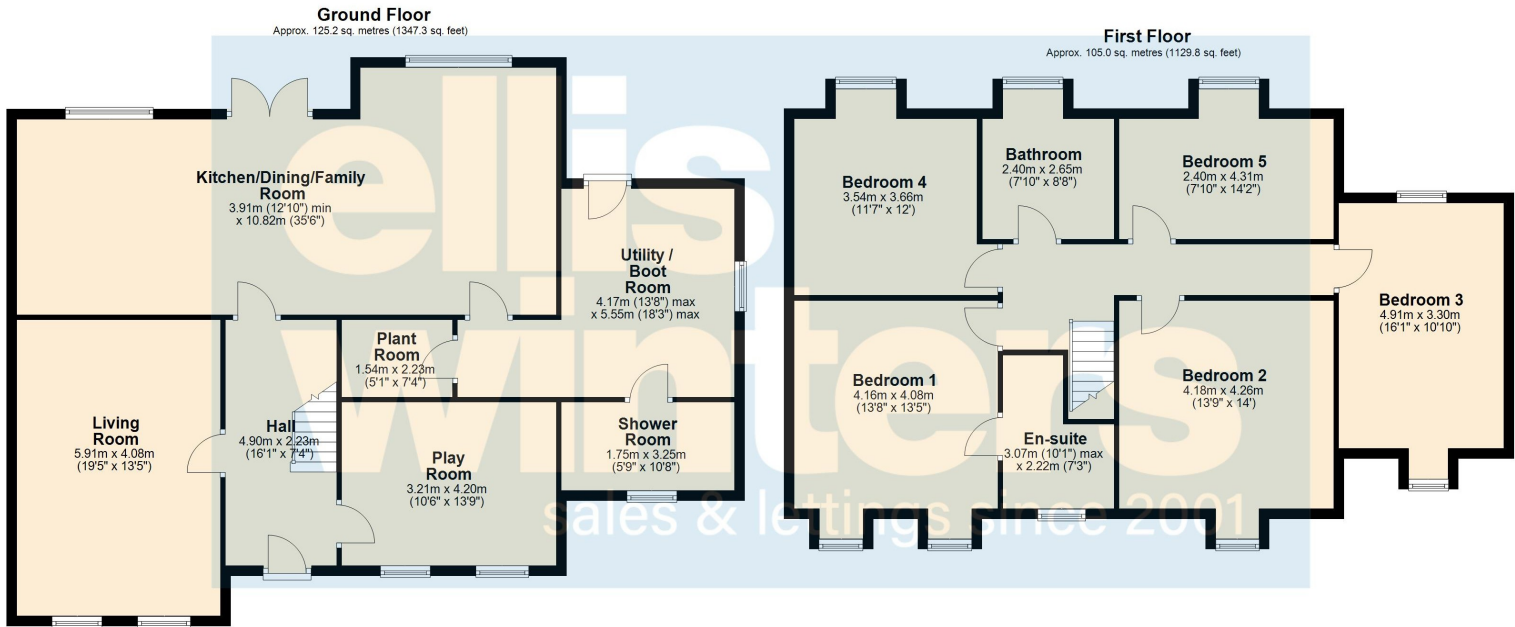 Ground Floor
Approx. 125.2 sq. metres (1347.3 sq. feet)
First Floor
Approx. 105.0 sq. metres (1129.8 sq. feet)
Kitchen/Dining/Family
Room
3.91m (12'10") min
x 10.82m (35'6")
Utility /
Boot
Room
4.17m (13'8") max
x 5.55m (18'3") max
Plant
Room
1.54m x 2.23m
(5'1" x 7'4")
Living
Room
5.91m x 4.08m
(19'5" x 13'5")
Hall
4.90m x 2.23m
(16'1" x 7'4")
Play
Room
3.21m x 4.20m
(10'6" x 13'9")
Shower
Room
1.75m x 3.25m
(5'9" x 10'8")
Bedroom 4
3.54m x 3.66m
(11'7" x 12')
Bathroom
2.40m x 2.65m
(7'10" x 8'8")
Bedroom 5
2.40m x 4.31m
(7'10" x 14'2")
Bedroom 3
4.91m x 3.30m
(16'1" x 10'10")
Bedroom 1
4.16m x 4.08m
(13'8" x 13'5")
En-suite
3.07m (10'1") max
x 2.22m (7'3")
Bedroom 2
4.18m x 4.26m
(13'9" x 14')
ellis
winters
sales & lettings since 2001